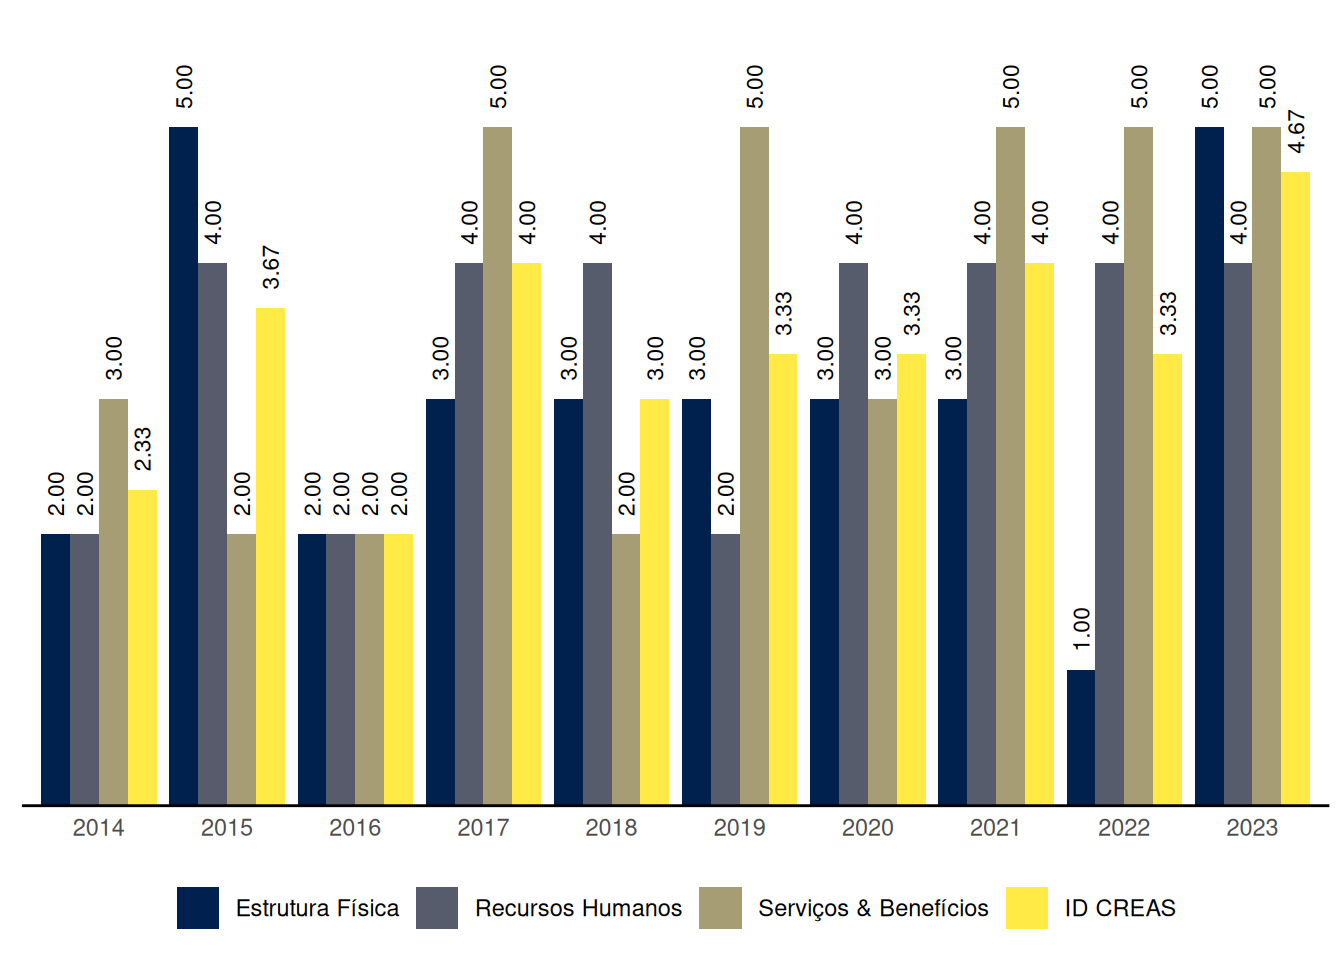 5.00 5.00 5.00 5.00 5.00 5.00 5.00
4.67
4.00 4.00 4.00 4.00 4.00 4.00 4.00 4.00 4.00
3.67
3.33 3.33 3.33
3.00 3.00 3.00 3.00 3.00 3.00 3.00 3.00
2.33
2.00 2.00 2.00 2.00 2.00 2.00 2.00 2.00 2.00
1.00
2014 2015 2016 2017 2018 2019 2020 2021 2022 2023
Estrutura Física Recursos Humanos Serviços & Benefícios ID CREAS